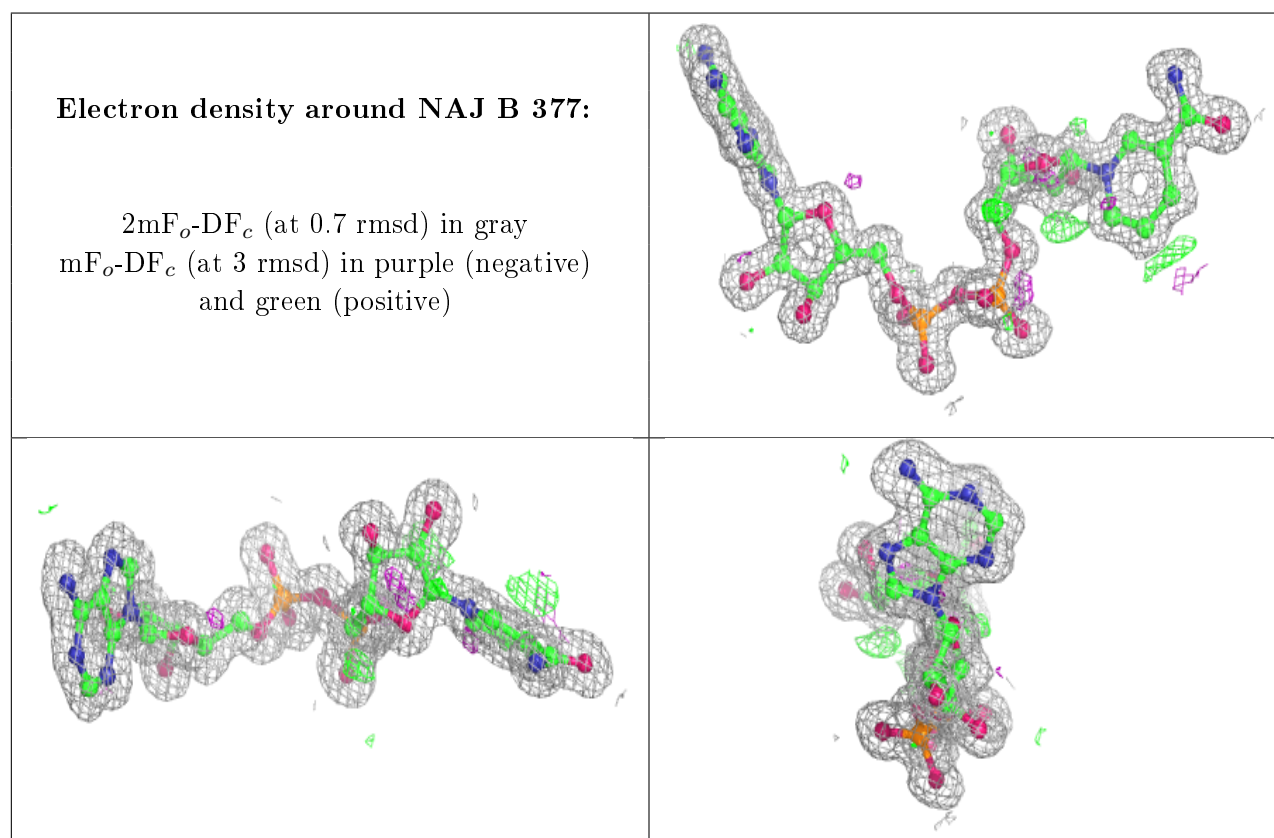 Electron density around NAJ B 377:
2mFo-DFc (at 0.7 rmsd) in gray
mFo-DFc (at 3 rmsd) in purple (negative)
and green (positive)